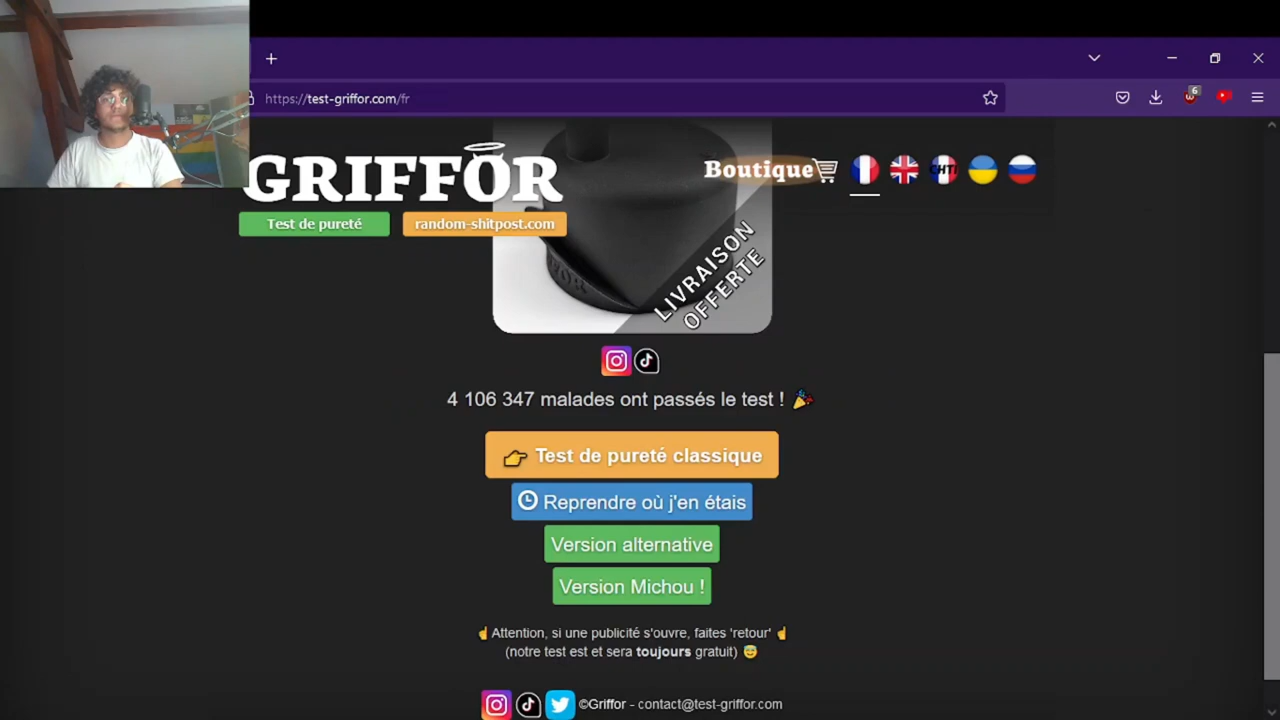 https://test-griffor.com/fr
6
GRIFFOR
Boutique
CHTI
Test de pureté
random-shitpost.com
LIVRAISON
OFFERTE
4 106 347 malades ont passés le test ! 🎉
👉 Test de pureté classique
Reprendre où j'en étais
Version alternative
Version Michou !
☝Attention, si une publicité s'ouvre, faites 'retour' ☝
(notre test est et sera toujours gratuit) 😇
©Griffor - contact@test-griffor.com